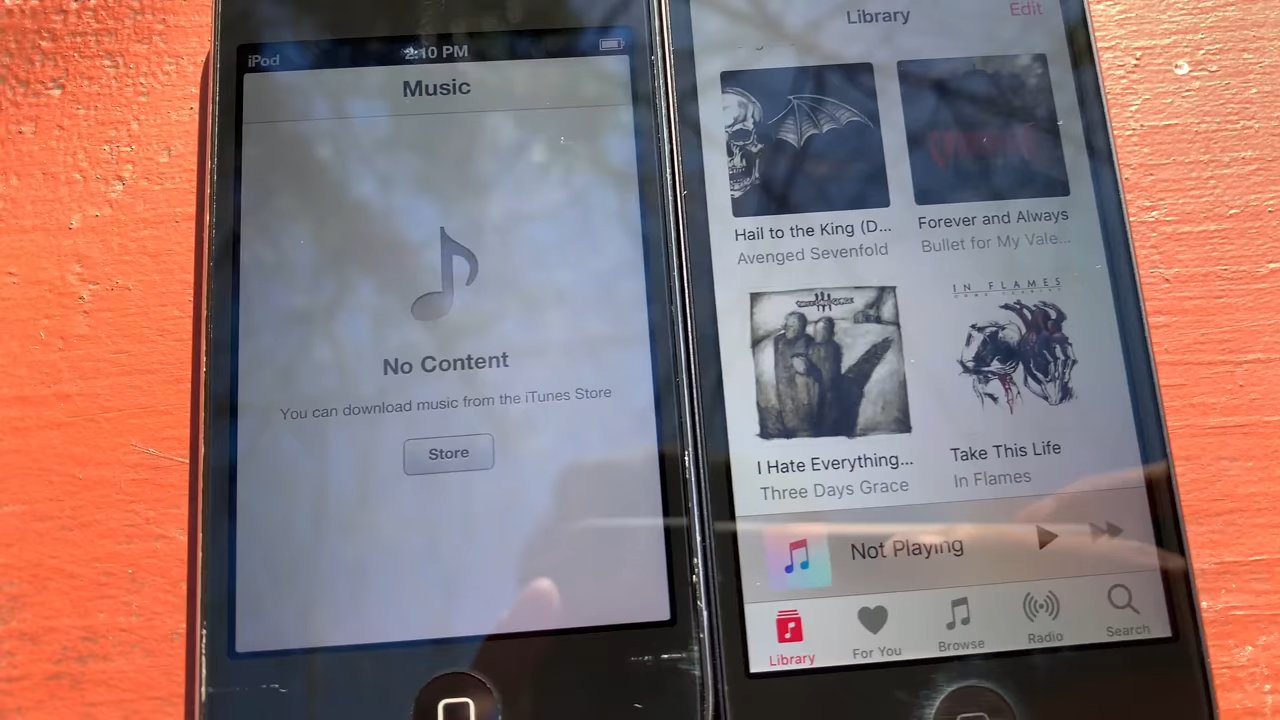 iPod
2:10 PM
Music
No Content
You can download music from the iTunes Store
Store
Library
Edit
Hail to the King (D...
Avenged Sevenfold
Forever and Always
Bullet for My Vale...
IN FLAMES
I Hate Everything...
Three Days Grace
Take This Life
In Flames
Not Playing
Library
For You
Browse
Radio
Search